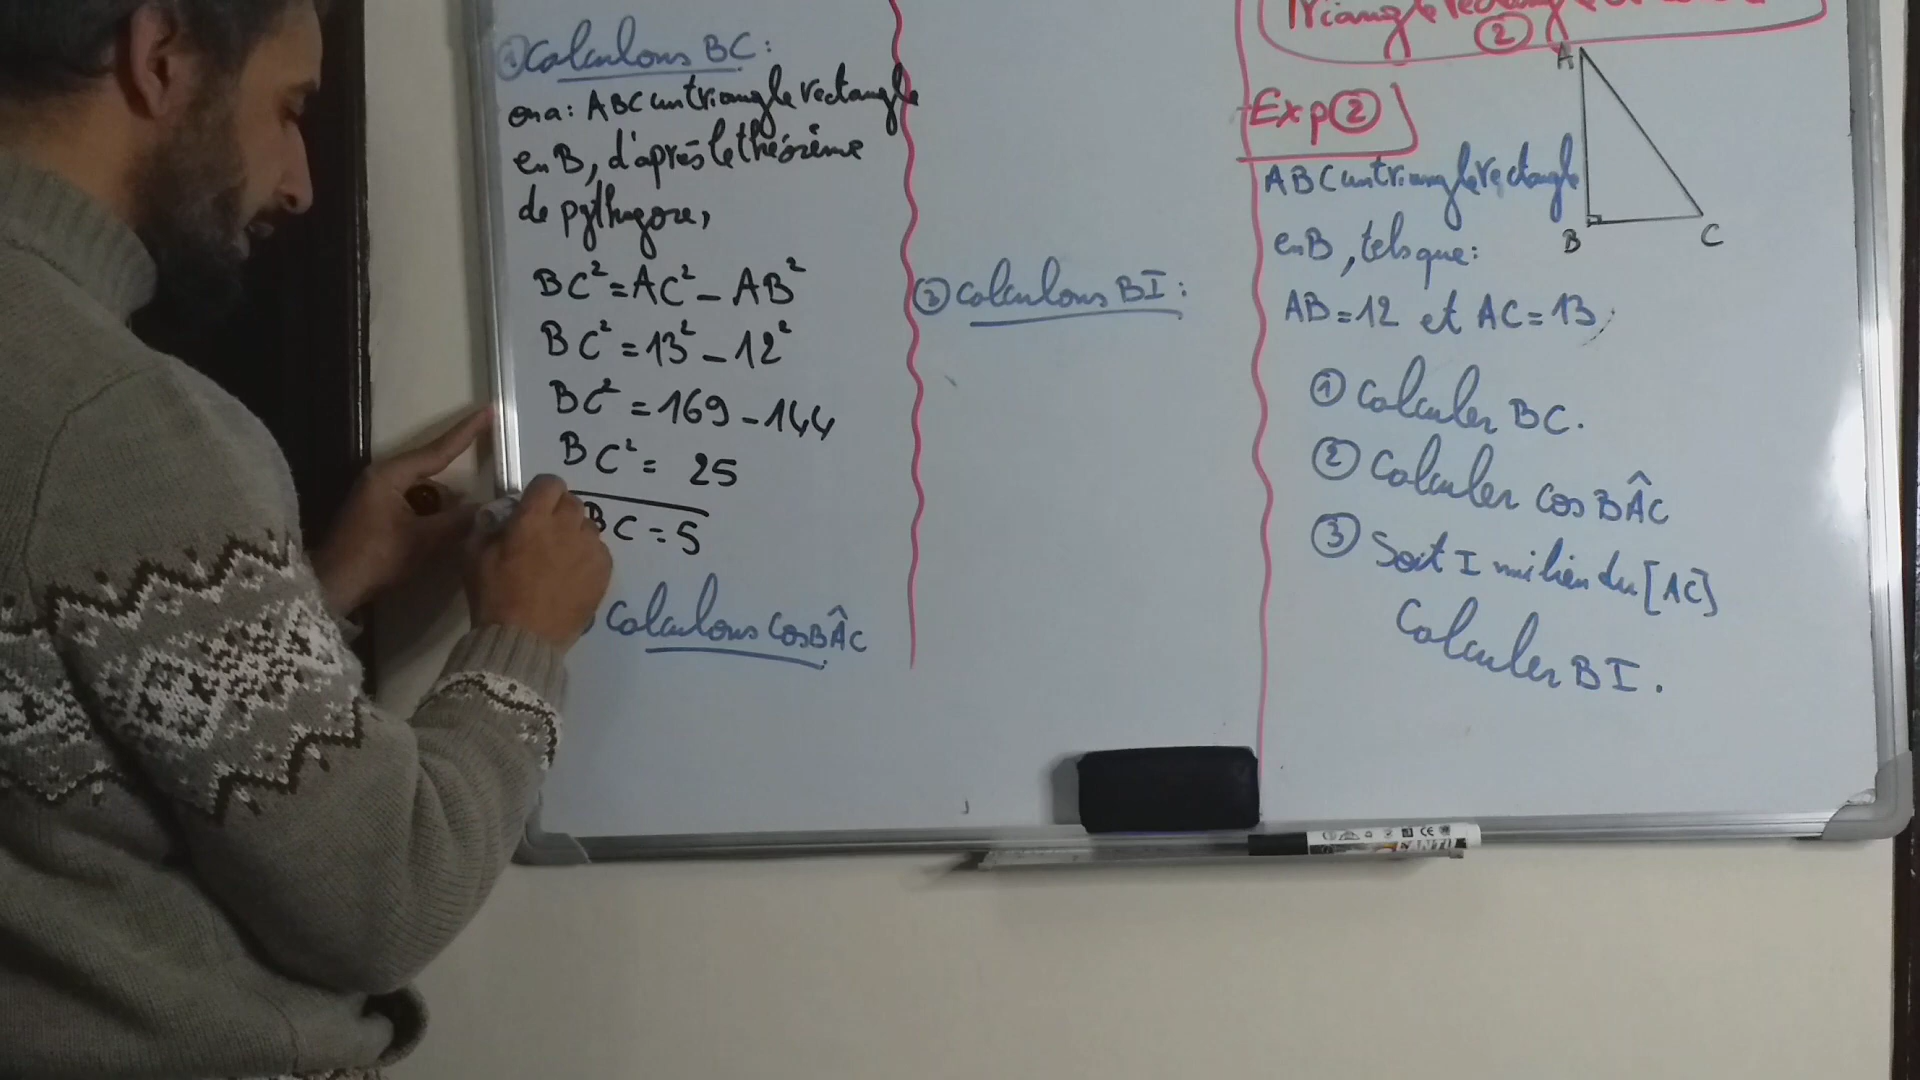 ① Calculons BC :
on a : ABC un triangle rectangle
en B, d'après le théorème
de pythagore,
BC² = AC² - AB²
BC² = 13² - 12²
BC² = 169 - 144
BC² = 25
BC = 5
Calculons cos BÂC
③ Calculons BI :
Triangle rectangle
②
Exp ②
ABC un triangle rectangle
en B, tels que :
AB = 12 et AC = 13,
① Calculer BC.
② Calculer cos BÂC
③ Soit I milieu du [AC]
Calculer BI.
A
B
C